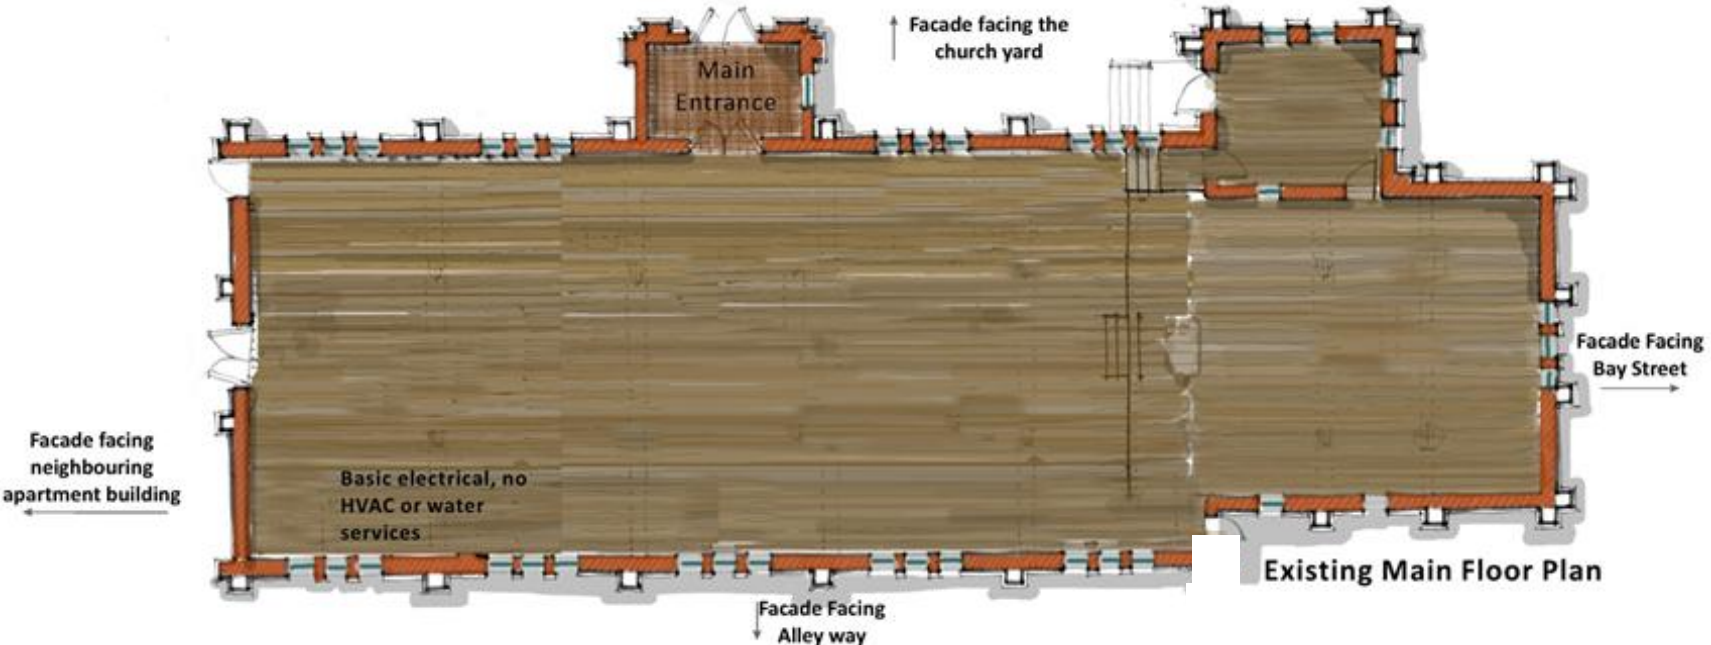 Facade facing the
church yard
Main
Entrance
Facade Facing
Bay Street
Facade facing
neighbouring
apartment building
Basic electrical, no
HVAC or water
services
Existing Main Floor Plan
Facade Facing
Alley way